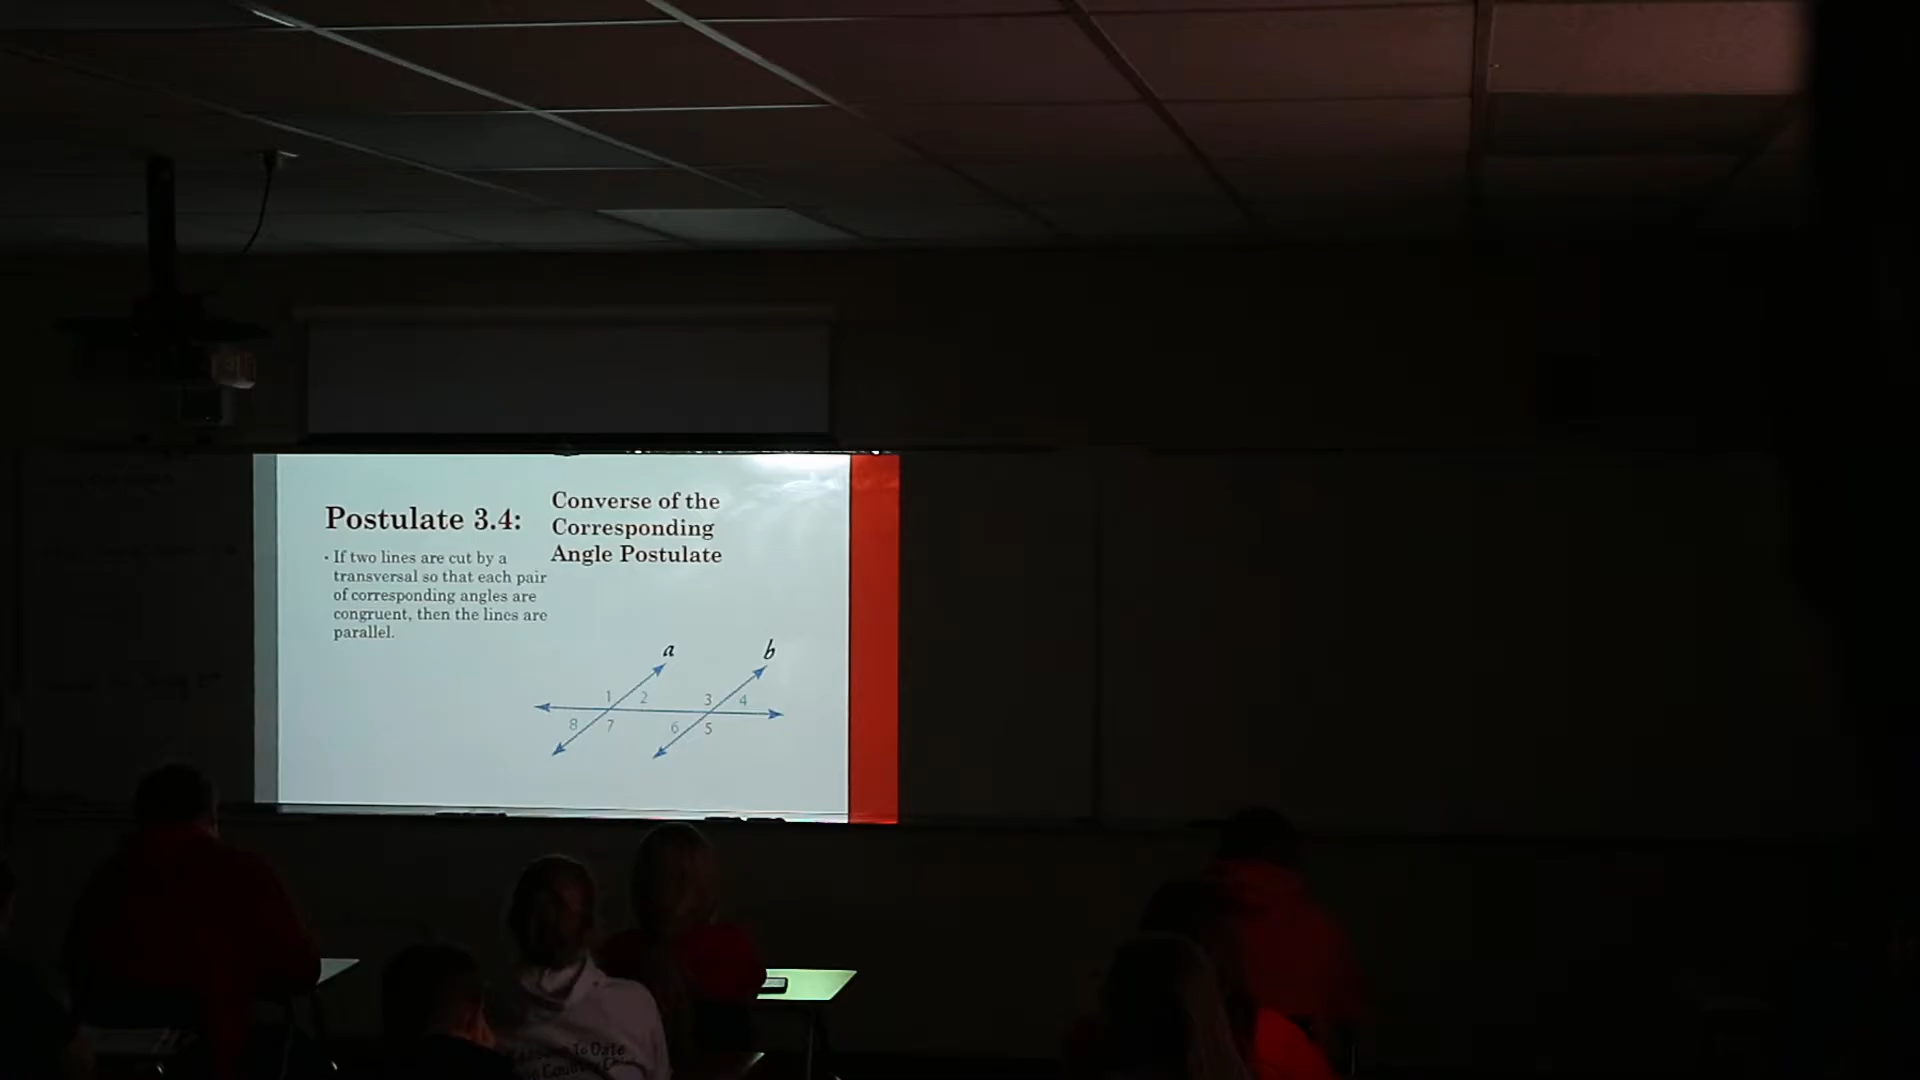 Postulate 3.4:
Converse of the
Corresponding
Angle Postulate
· If two lines are cut by a
transversal so that each pair
of corresponding angles are
congruent, then the lines are
parallel.
a
b
1
2
3
4
8
7
6
5
To Date
Country